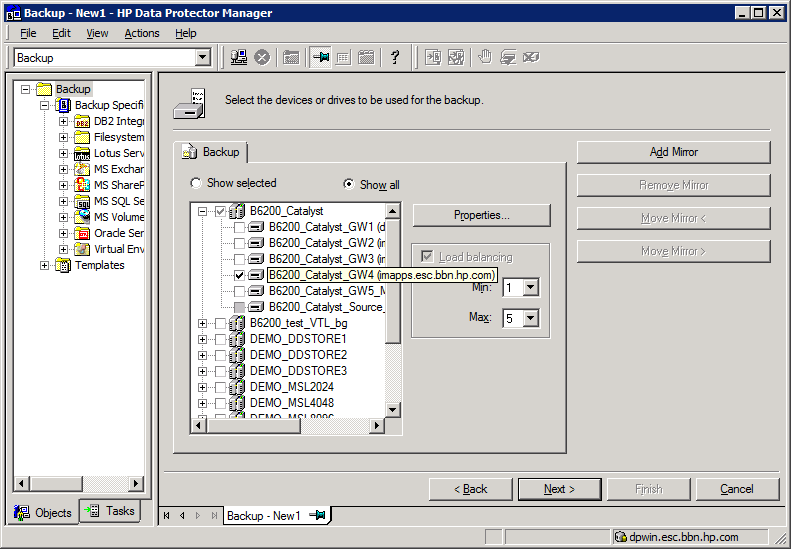 Backup - New1 - HP Data Protector Manager
File Edit View Actions Help
Backup
Backup
Backup Specifi
DB2 Integ
Filesystem
Lotus Serv
MS Exchan
MS ShareP
MS SQL Se
MS Volume
Oracle Ser
Virtual Env
Templates
Objects
Tasks
Select the devices or drives to be used for the backup.
Backup
Show selected
Show all
B6200_Catalyst
B6200_Catalyst_GW1 (d
B6200_Catalyst_GW2 (in
B6200_Catalyst_GW3 (in
B6200_Catalyst_GW4 (imapps.esc.bbn.hp.com)
B6200_Catalyst_GW5_M
B6200_Catalyst_Source_
B6200_test_VTL_bg
DEMO_DDSTORE1
DEMO_DDSTORE2
DEMO_DDSTORE3
DEMO_MSL2024
DEMO_MSL4048
DEMO_MSL8096
Properties...
Load balancing
Min: 1
Max: 5
Add Mirror
Remove Mirror
Move Mirror <
Move Mirror >
< Back
Next >
Finish
Cancel
Backup - New1
dpwin.esc.bbn.hp.com